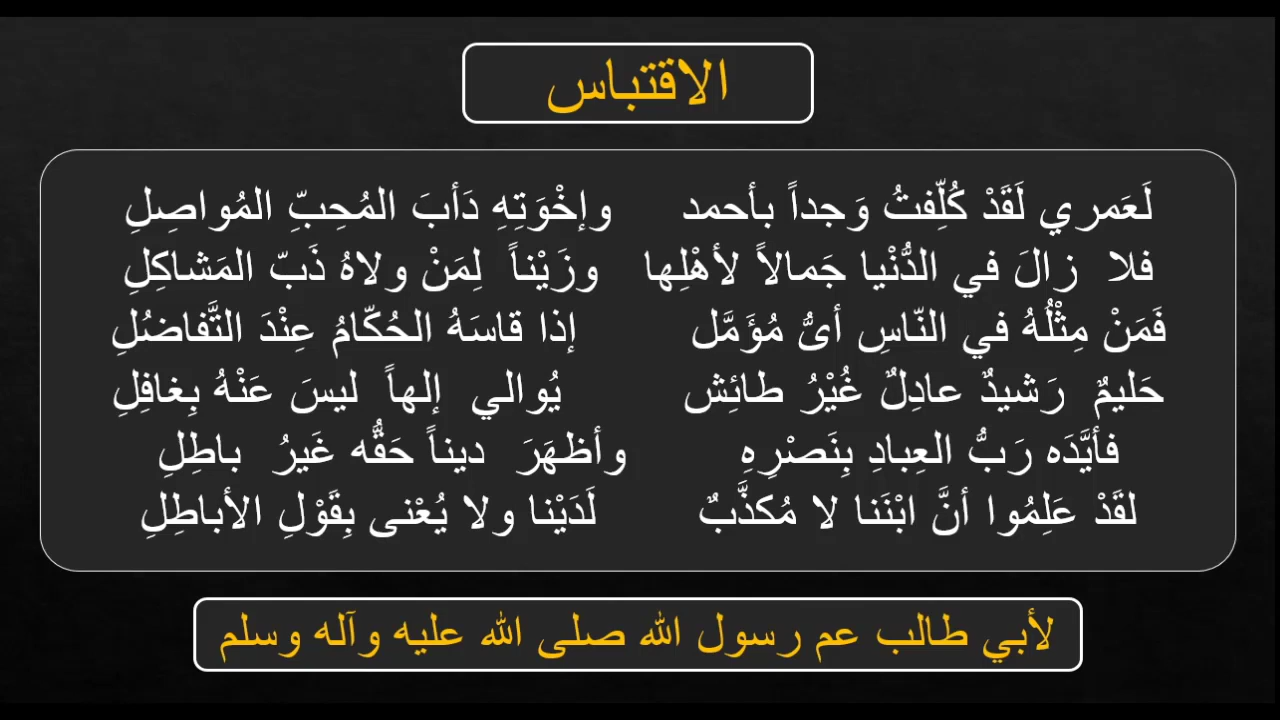 الاقتباس
لَعَمري لَقَدْ كُلِّفتُ وَجداً بأحمد وإخْوَتِهِ دَأبَ المُحِبِّ المُواصِلِ
فلا زالَ في الدُّنْيا جَمالاً لأهْلِها وزَيْناً لِمَنْ ولاهُ ذَبّ المَشاكِلِ
فَمَنْ مِثْلُهُ في النّاسِ أىُّ مُؤَمَّل إذا قاسَهُ الحُكّامُ عِنْدَ التَّفاضُلِ
حَليمٌ رَشيدٌ عادِلٌ غُيْرُ طائِش يُوالي إلهاً ليسَ عَنْهُ بِغافِلِ
فأيَّدَه رَبُّ العِبادِ بِنَصْرِهِ وأظهَرَ ديناً حَقُّه غَيرُ باطِلِ
لقَدْ عَلِمُوا أنَّ ابْنَنا لا مُكذَّبٌ لَدَيْنا ولا يُعْنى بِقَوْلِ الأباطِلِ
لأبي طالب عم رسول الله صلى الله عليه وآله وسلم